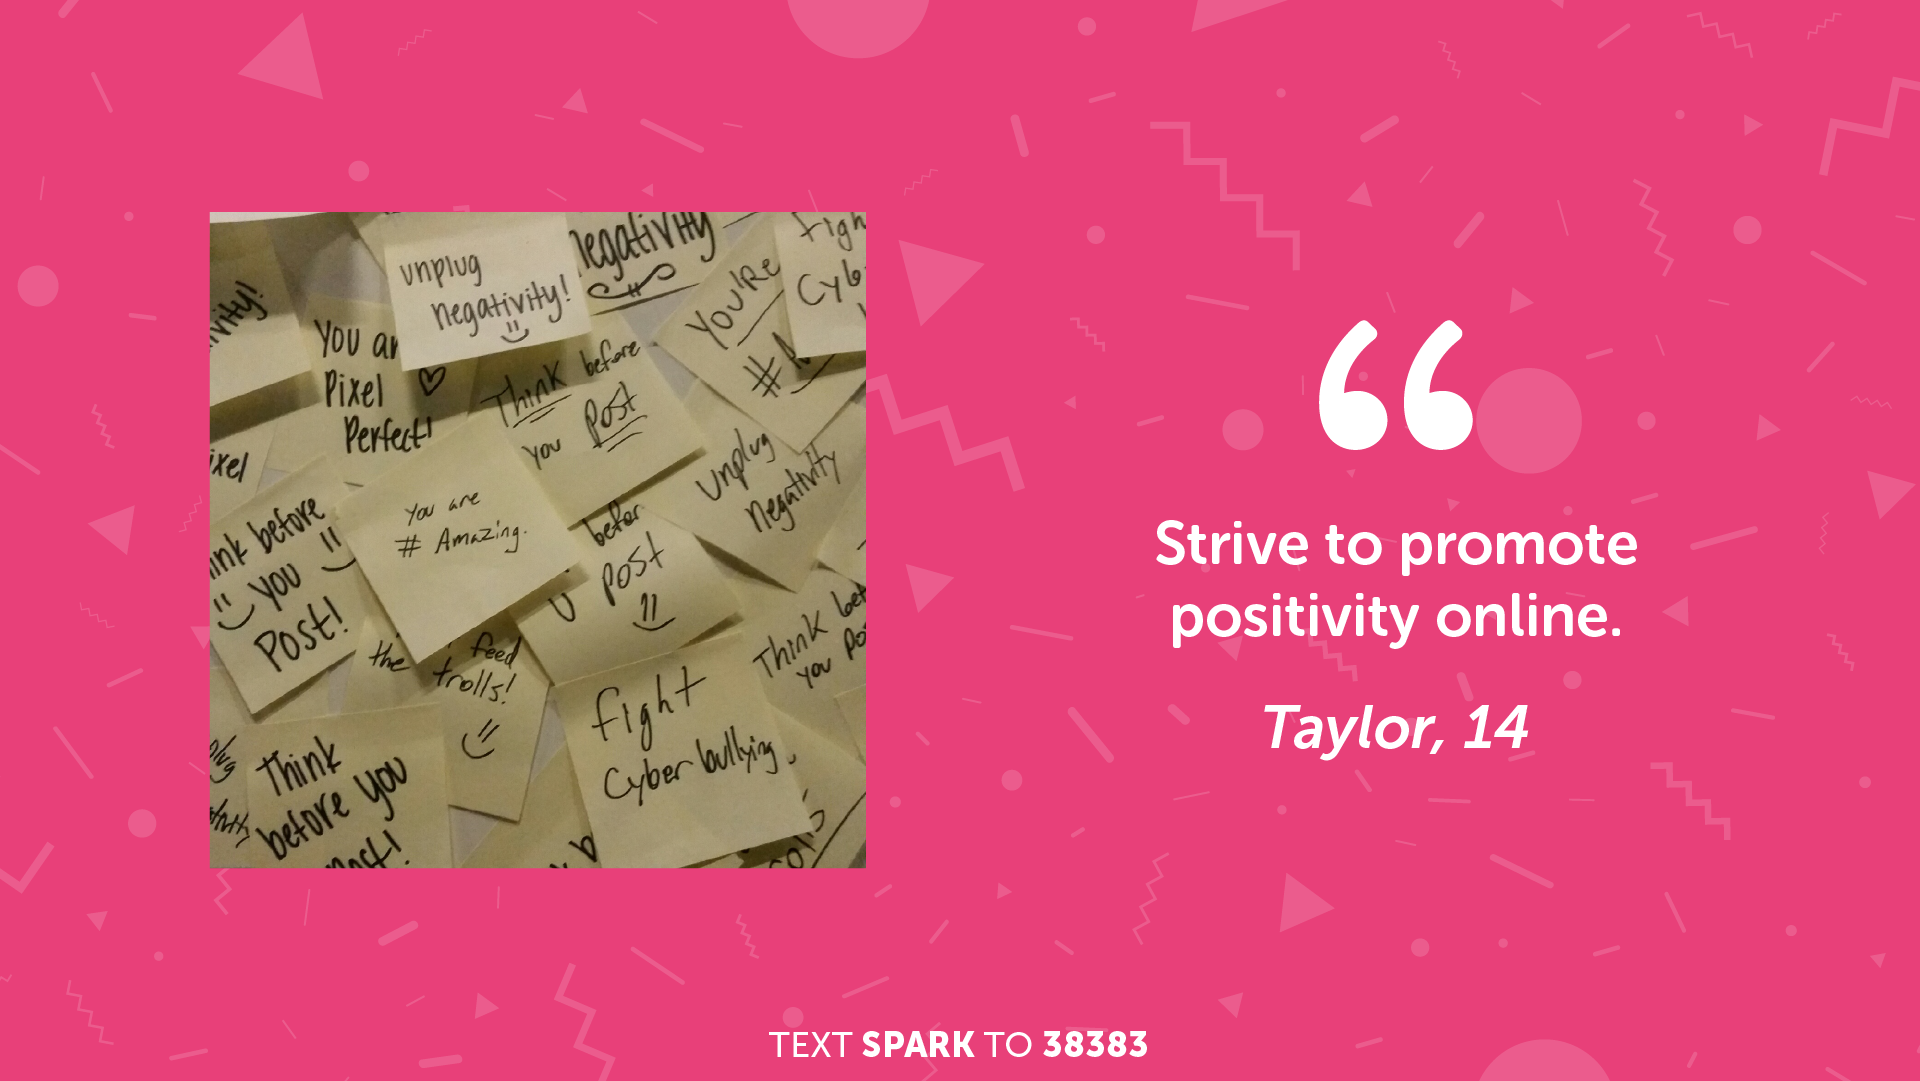 unplug
negativity!
negativity
You're
#A
Figh
Cybe
vity!
You ar
Pixel
Perfect!
Think before
you Post
ixel
Unplug
Negativity
You are
# Amazing.
ink before
you
Post!
befor
Post
the feed
trolls!
Think bef
you Po
Fight
Cyber bullying.
Think
before you
Post!
“
Strive to promote
positivity online.
Taylor, 14
TEXT SPARK TO 38383